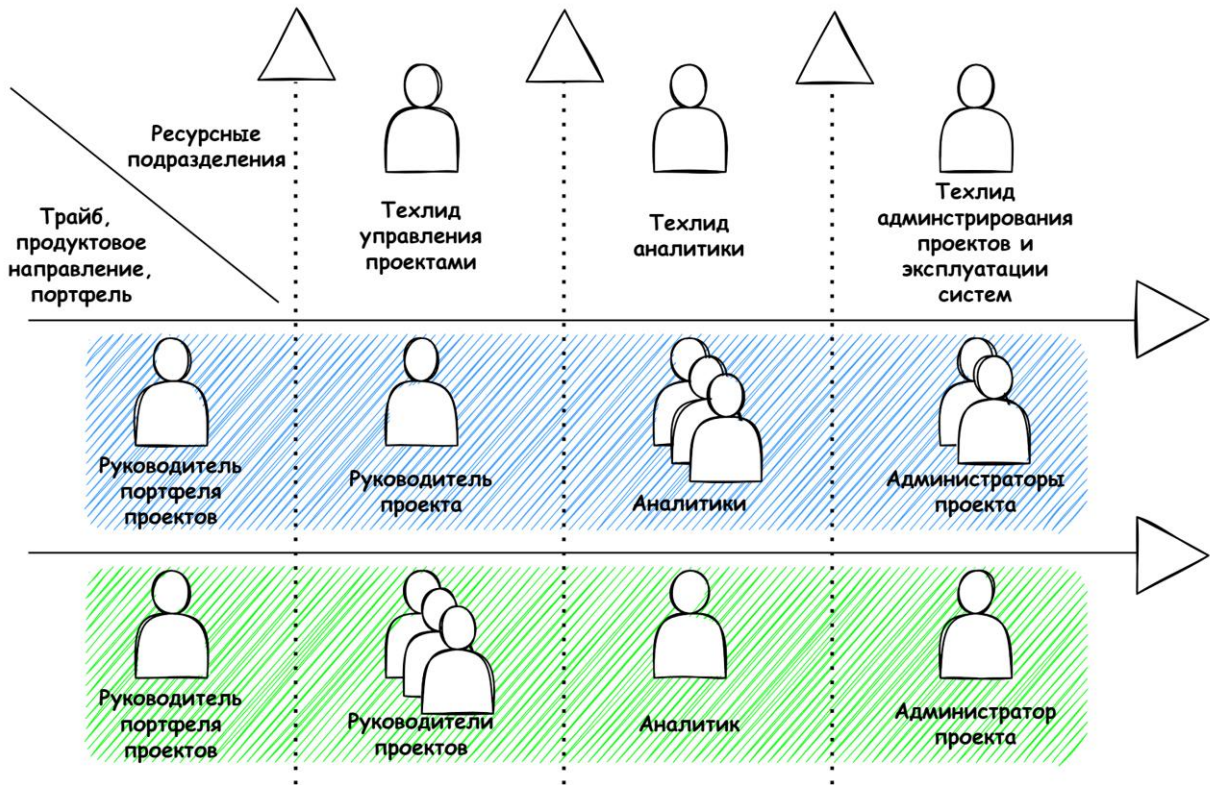 Ресурсные
подразделения
Трайб,
продуктовое
направление,
портфель
Техлид
управления
проектами
Техлид
аналитики
Техлид
админстрирования
проектов и
эксплуатации
систем
Руководитель
портфеля
проектов
Руководитель
проекта
Аналитики
Администраторы
проекта
Руководитель
портфеля
проектов
Руководители
проектов
Аналитик
Администратор
проекта